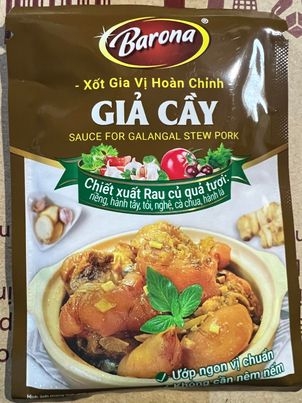 Barona
- Xốt Gia Vị Hoàn Chỉnh
GIẢ CẦY
SAUCE FOR GALANGAL STEW PORK
Chiết xuất Rau củ quả tươi:
riềng, hành tây, tỏi, nghệ, cà chua, hành lá
Ướp ngon vị chuẩn
Không cần nêm nếm